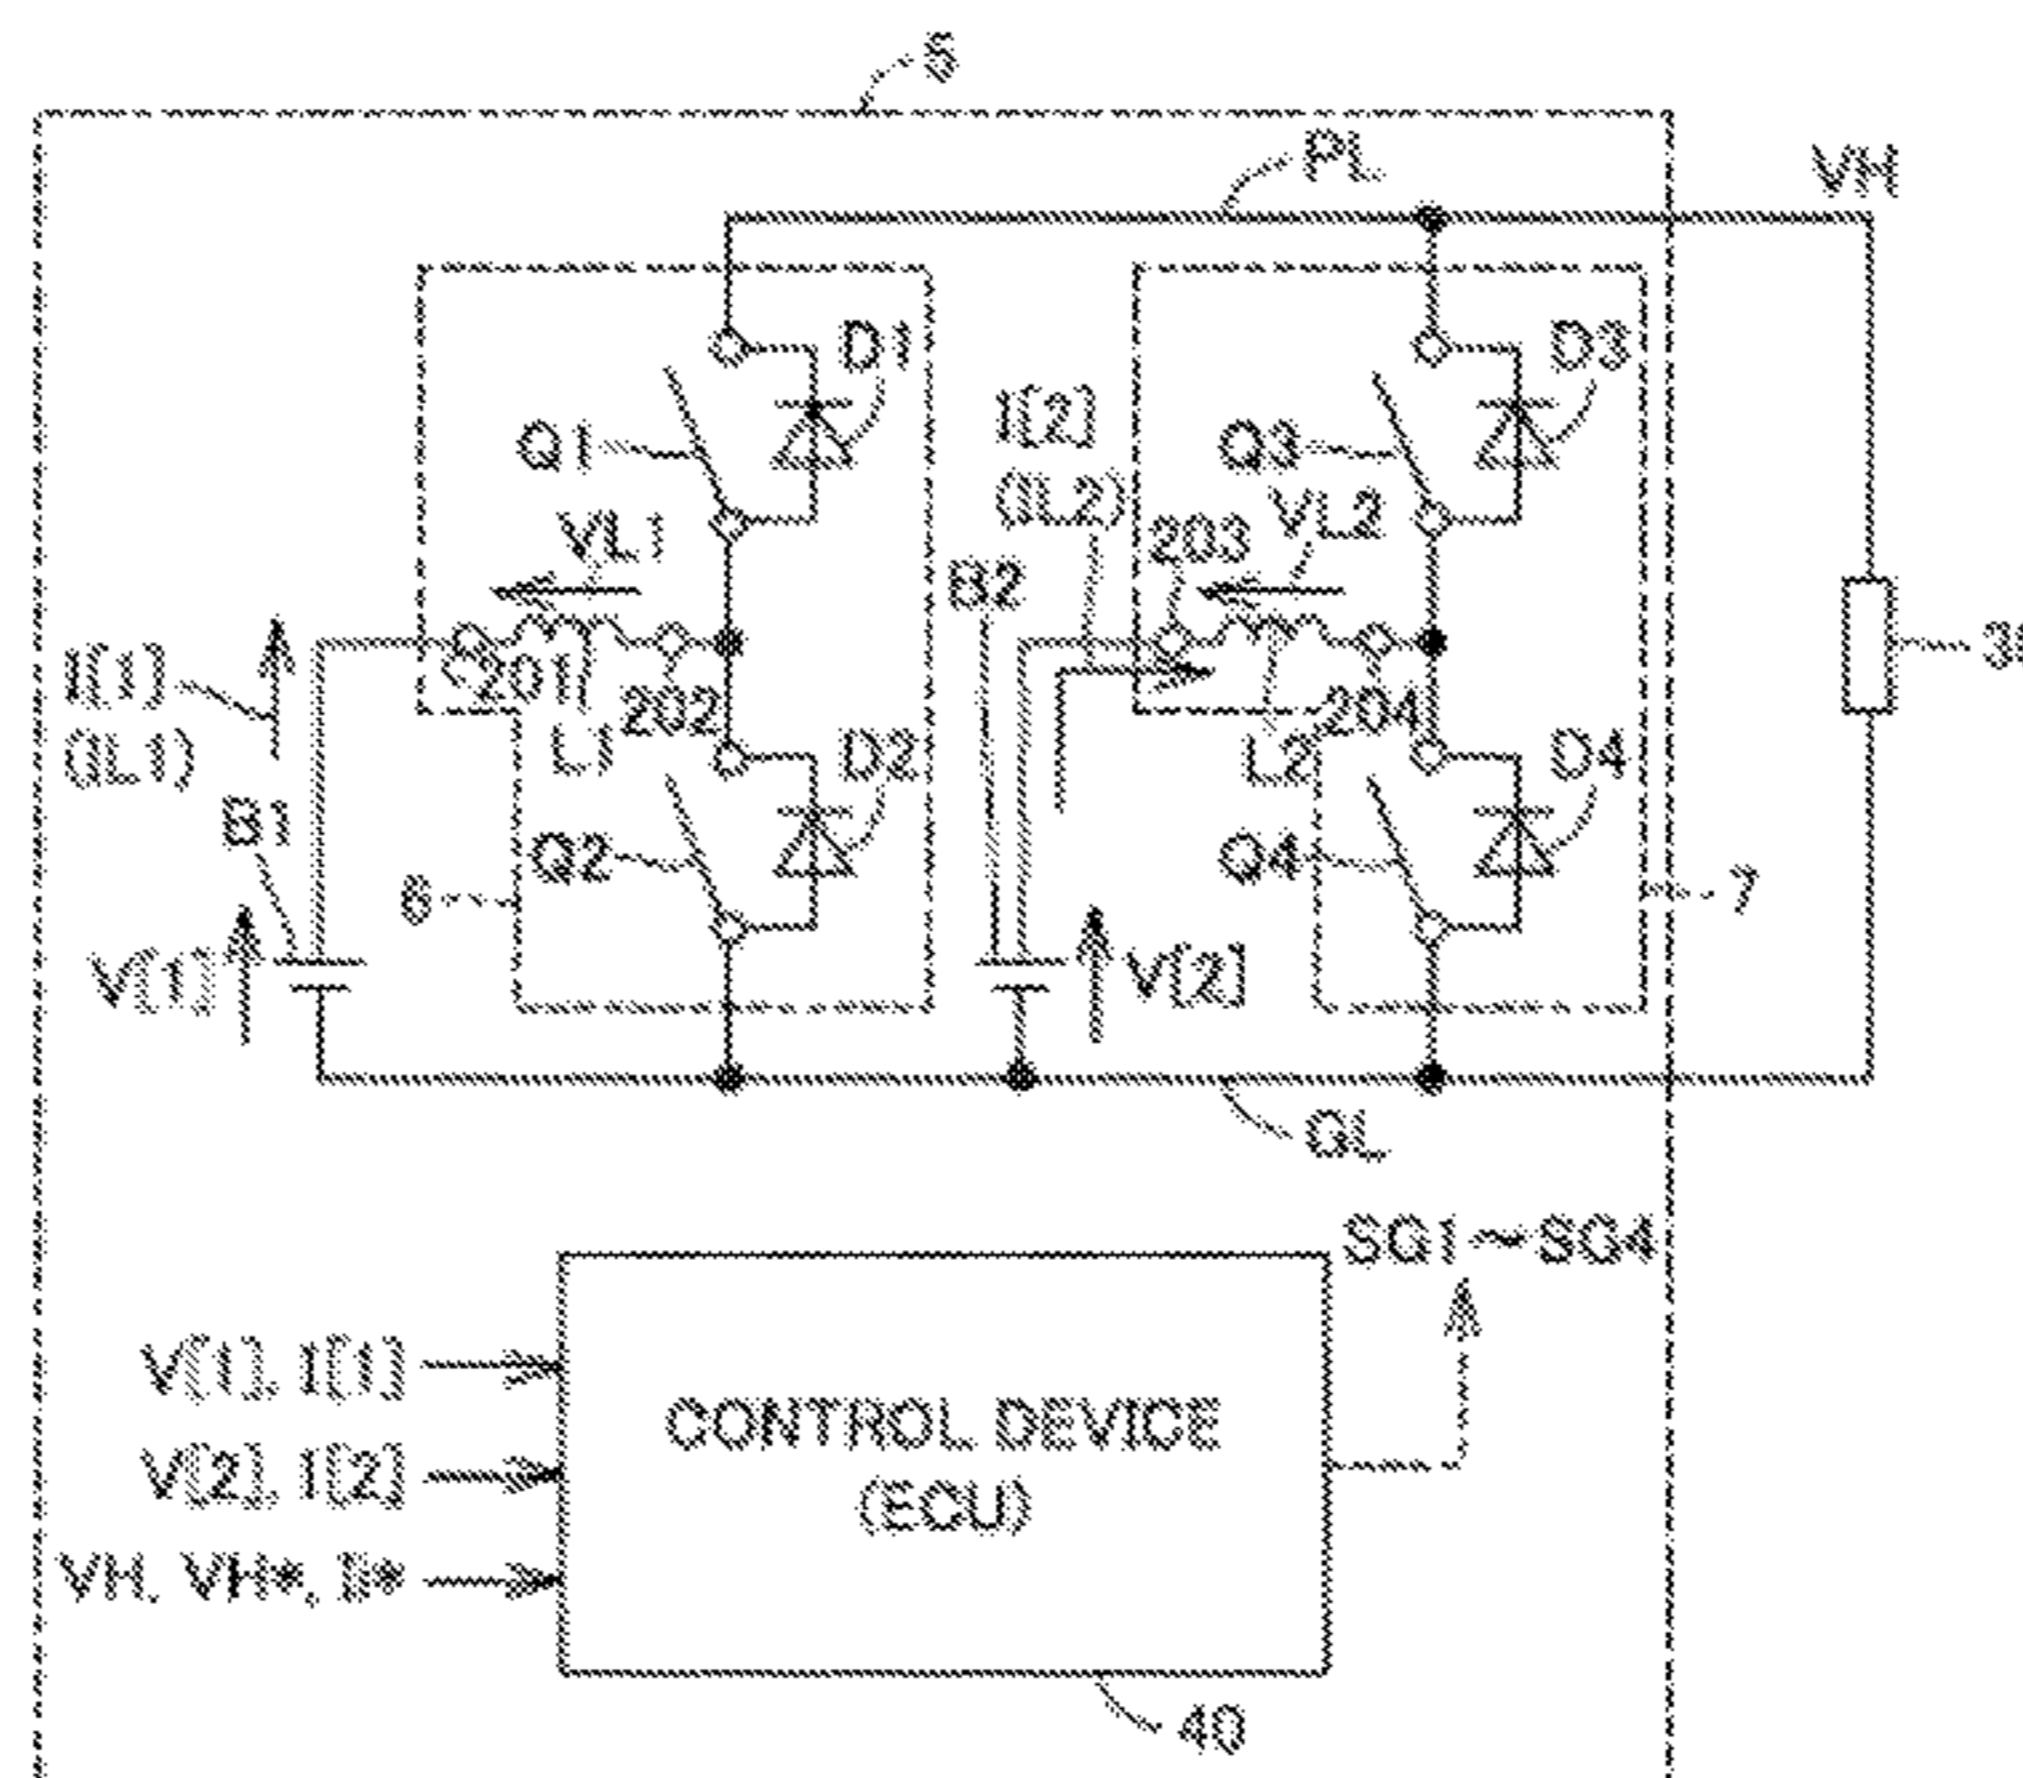 5
PL
VH
D1
D3
I[2]
(IL2)
Q1
Q3
VL1
203
VL2
B2
I[1]
(IL1)
201
202
204
L1
L2
D2
D4
B1
Q2
Q4
6
7
V[1]
V[2]
GL
SG1~SG4
V[1], I[1]
V[2], I[2]
VH, VH*, Ii*
CONTROL DEVICE
(ECU)
40